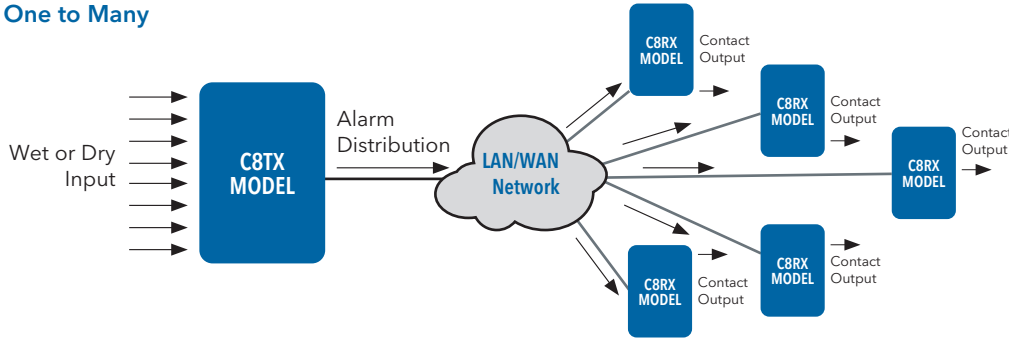 One to Many
Wet or Dry
Input
C8TX
MODEL
Alarm
Distribution
LAN/WAN
Network
C8RX
MODEL
Contact
Output
C8RX
MODEL
Contact
Output
C8RX
MODEL
Contact
Output
C8RX
MODEL
Contact
Output
C8RX
MODEL
Contact
Output